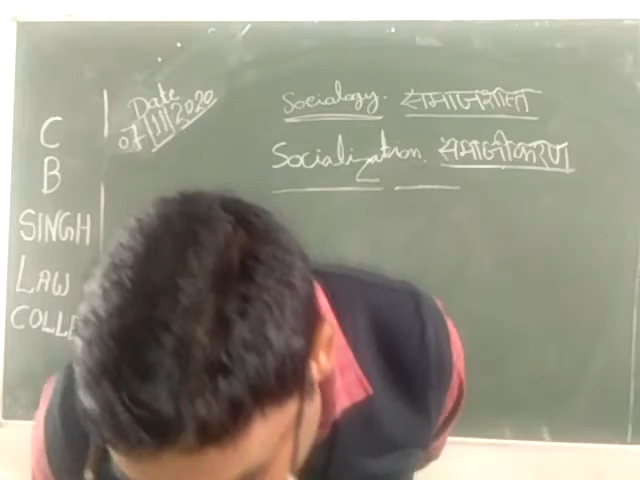 C
B
SINGH
LAW
COLLE
Date
07/11/2020
Sociology. समाजशास्त्र
Socialization. समाजीकरण